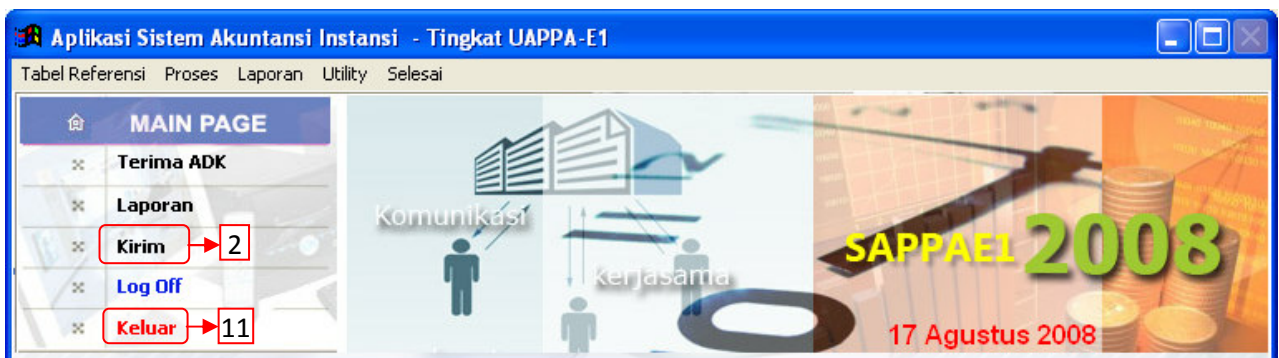 Aplikasi Sistem Akuntansi Instansi - Tingkat UAPPA-E1
Tabel Referensi Proses Laporan Utility Selesai
MAIN PAGE
Terima ADK
Laporan
Kirim 2
Log Off
Keluar 11
Komunikasi
kerjasama
SAPPAE1 2008
17 Agustus 2008